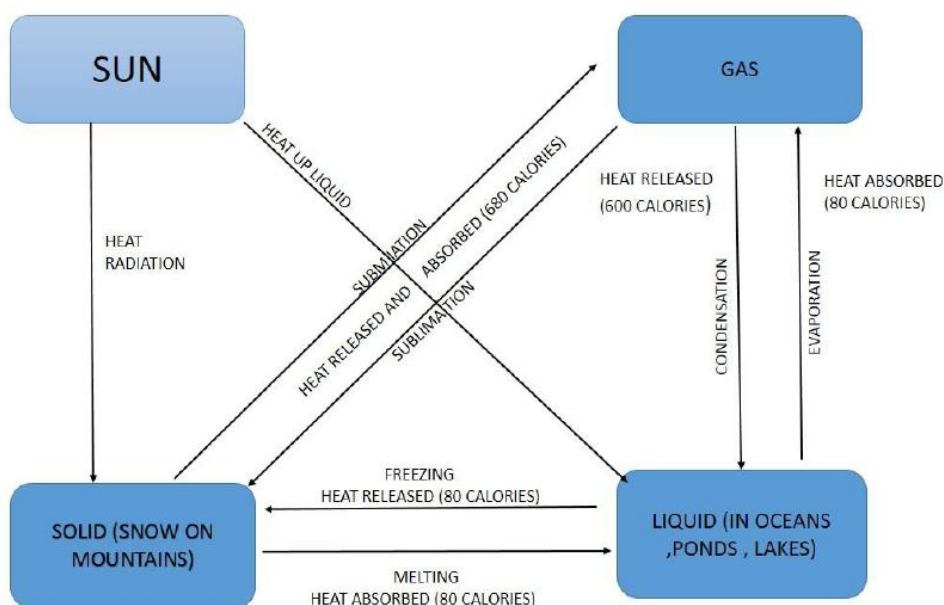 SUN
GAS
HEAT UP LIQUID
SUBMIIATION
HEAT RELEASED AND ABSORBED (680 CALORIES)
SUBLIMATION
HEAT RELEASED
(600 CALORIES)
HEAT ABSORBED
(80 CALORIES)
HEAT
RADIATION
CONDENSATION
EVAPORATION
FREEZING
HEAT RELEASED (80 CALORIES)
SOLID (SNOW ON
MOUNTAINS)
LIQUID (IN OCEANS
,PONDS , LAKES)
MELTING
HEAT ABSORBED (80 CALORIES)